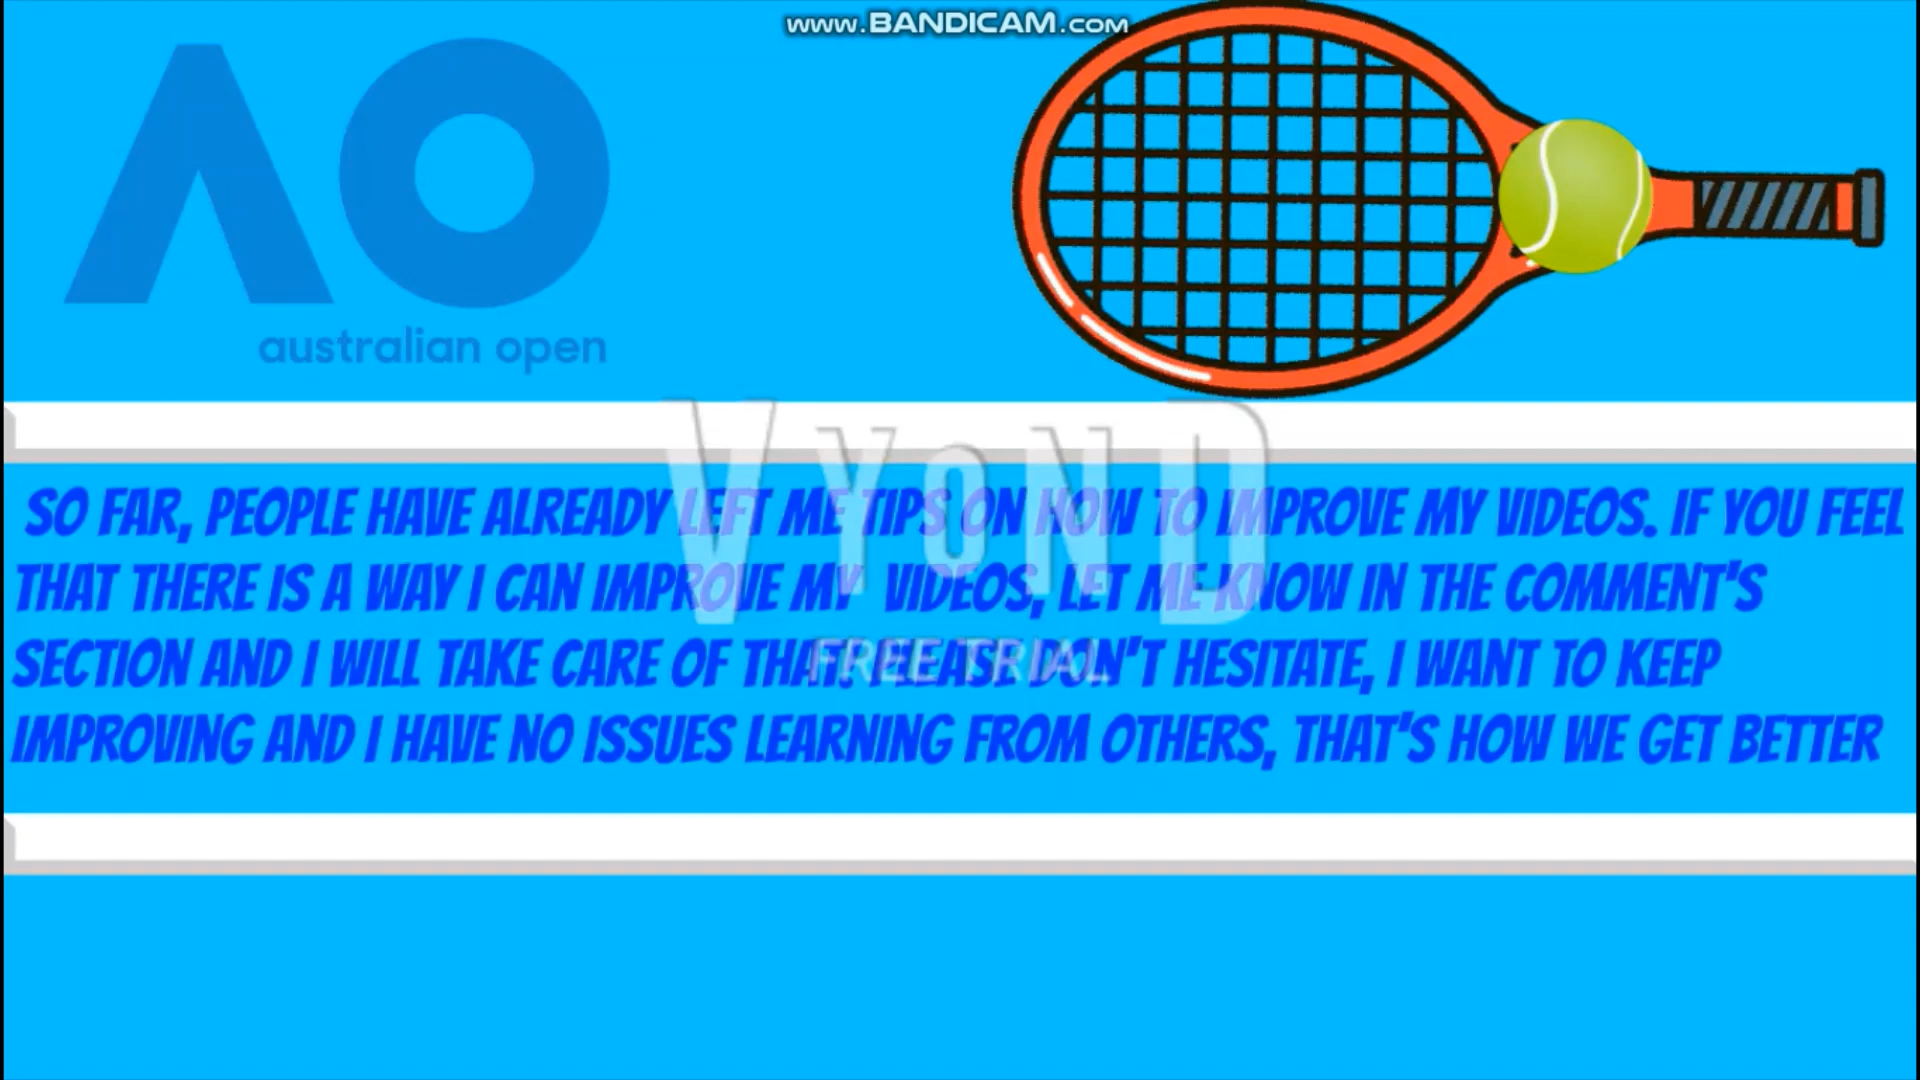 www.BANDICAM.com
AO
australian open
VYOND
FREE TRIAL
SO FAR, PEOPLE HAVE ALREADY LEFT ME TIPS ON HOW TO IMPROVE MY VIDEOS. IF YOU FEEL
THAT THERE IS A WAY I CAN IMPROVE MY VIDEOS, LET ME KNOW IN THE COMMENT'S
SECTION AND I WILL TAKE CARE OF THAT! PLEASE DON'T HESITATE, I WANT TO KEEP
IMPROVING AND I HAVE NO ISSUES LEARNING FROM OTHERS, THAT'S HOW WE GET BETTER